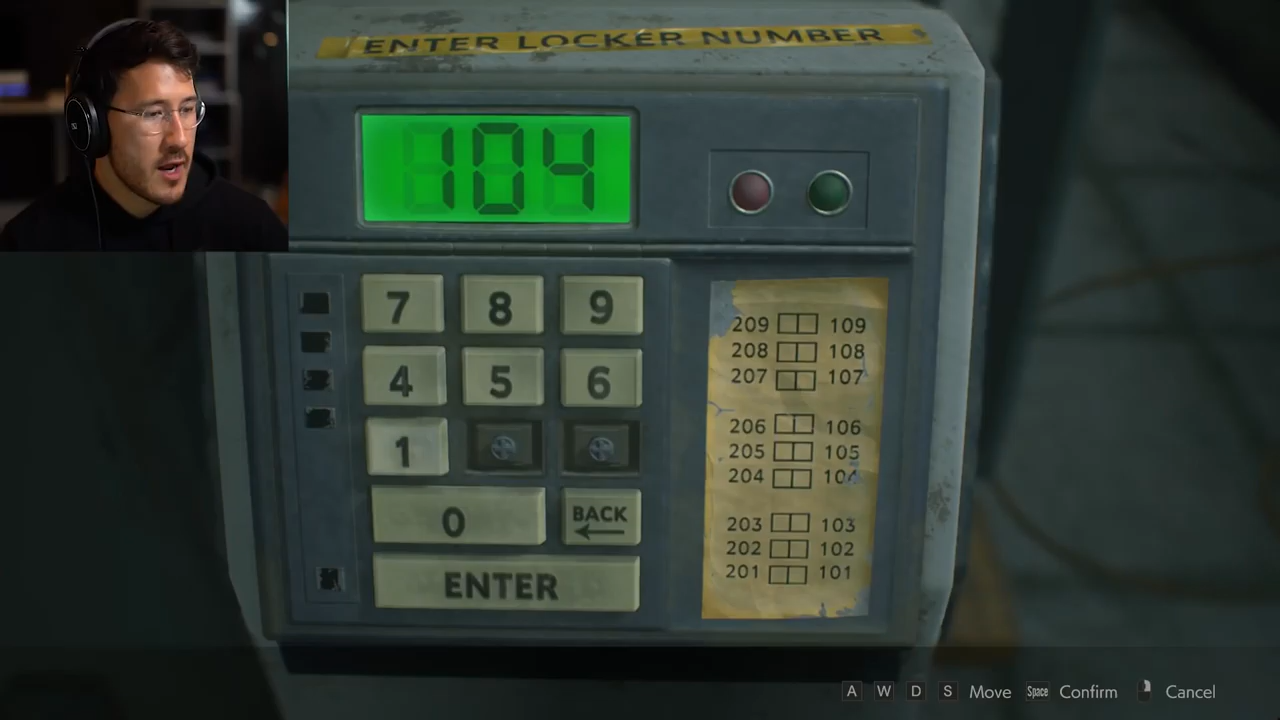 ENTER LOCKER NUMBER
104
7 8 9
4 5 6
1
0 BACK
ENTER
209 109
208 108
207 107
206 106
205 105
204 104
203 103
202 102
201 101
A W D S Move Space Confirm Cancel